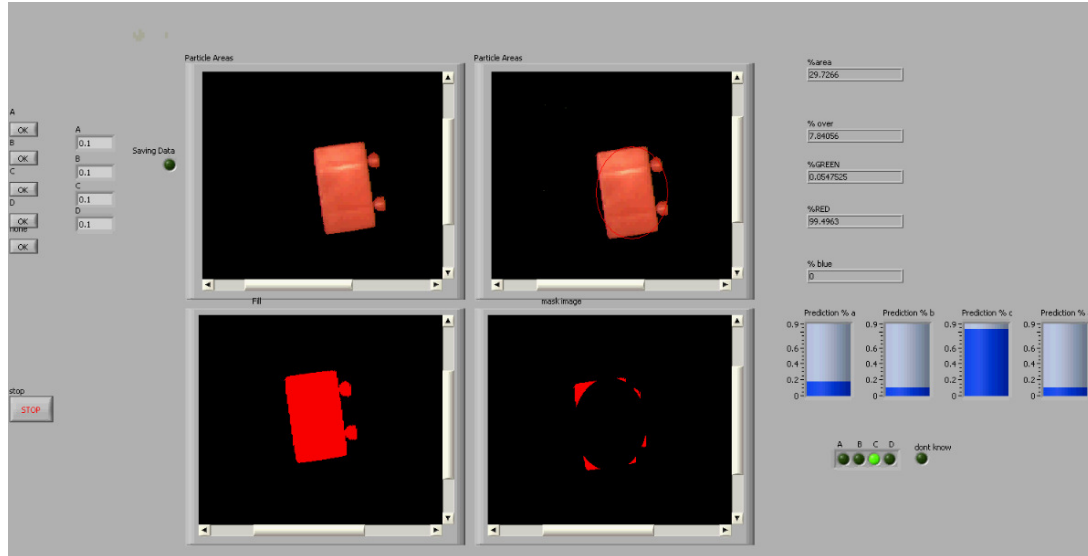 Particle Areas
Particle Areas
%area
29.7266
A
OK
B
OK
C
OK
D
OK
none
OK
A
0.1
B
0.1
C
0.1
D
0.1
Saving Data
% over
7.84056
%GREEN
0.0547525
%RED
99.4963
% blue
0
Fill
mask image
Prediction % a
0.9
0.6
0.4
0.2
0
Prediction % b
0.9
0.6
0.4
0.2
0
Prediction % c
0.9
0.6
0.4
0.2
0
Prediction %
0.9
0.6
0.4
0.2
0
stop
STOP
A B C D
dont know